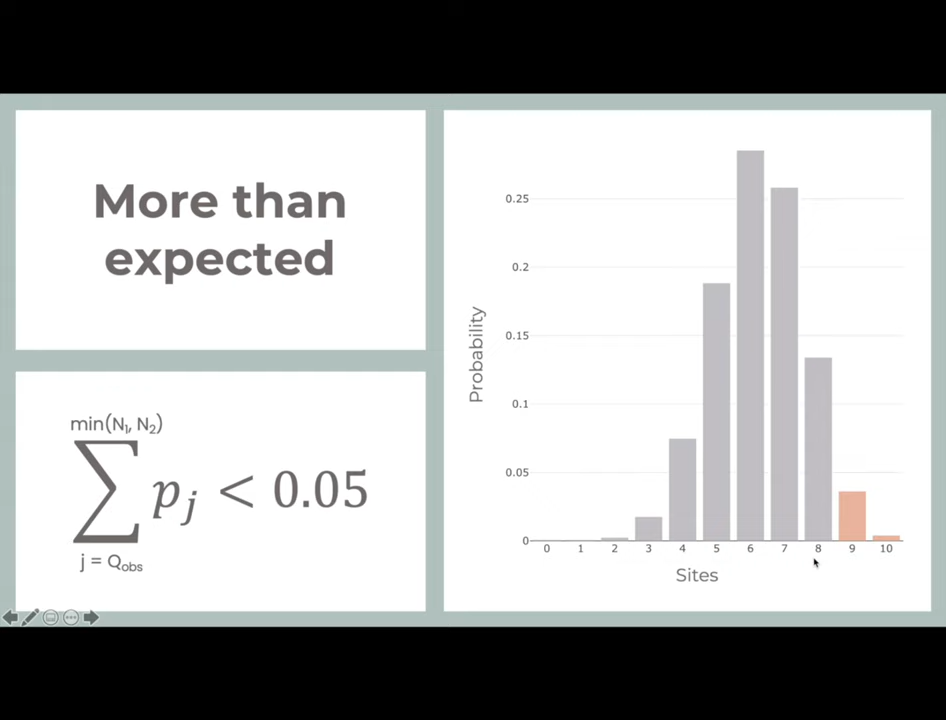 More than
expected
min(N₁, N₂)
∑ pⱼ < 0.05
j = Qobs
Probability
0.25
0.2
0.15
0.1
0.05
0
0 1 2 3 4 5 6 7 8 9 10
Sites